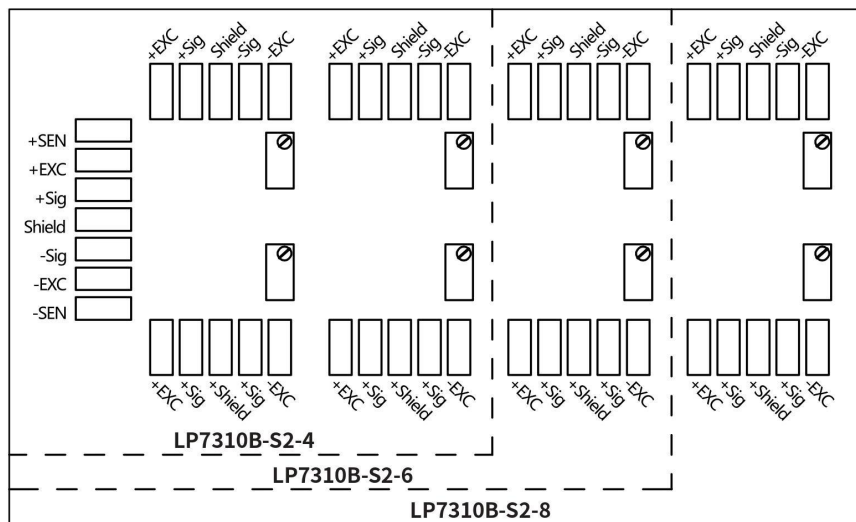 +EXC +Sig Shield -Sig -EXC +EXC +Sig Shield -Sig -EXC +EXC +Sig Shield -Sig -EXC +EXC +Sig Shield -Sig -EXC
+SEN
+EXC
+Sig
Shield
-Sig
-EXC
-SEN
+EXC +Sig +Shield +Sig -EXC +EXC +Sig +Shield +Sig -EXC +EXC +Sig +Shield +Sig -EXC +EXC +Sig +Shield +Sig -EXC
LP7310B-S2-4
LP7310B-S2-6
LP7310B-S2-8